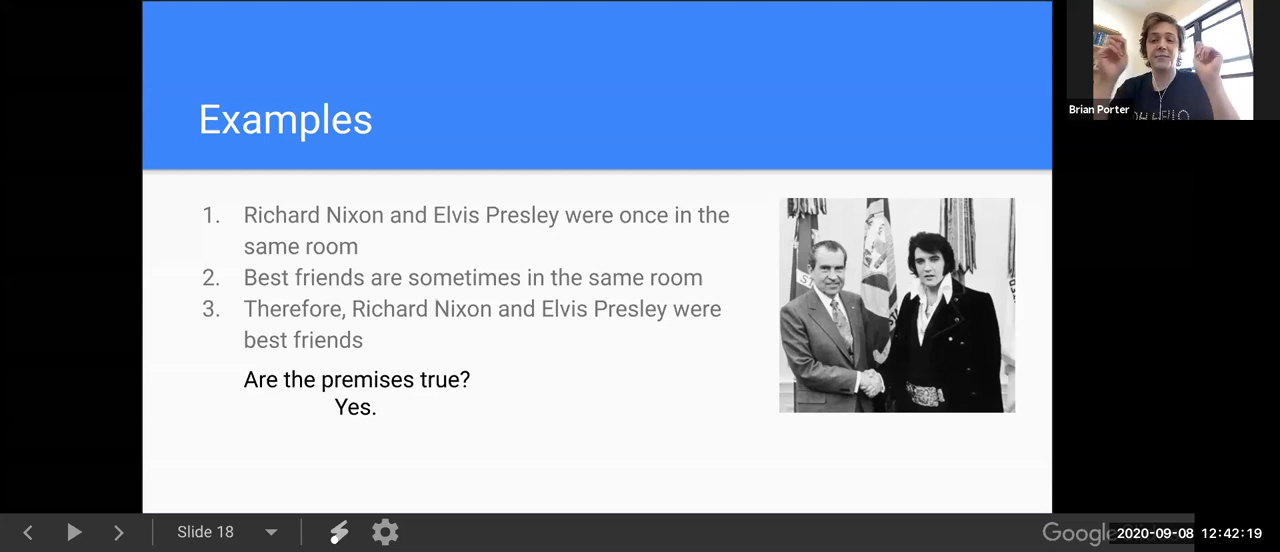 Examples
1. Richard Nixon and Elvis Presley were once in the
same room
2. Best friends are sometimes in the same room
3. Therefore, Richard Nixon and Elvis Presley were
best friends
Are the premises true?
Yes.
Brian Porter
Slide 18
Google
2020-09-08 12:42:19